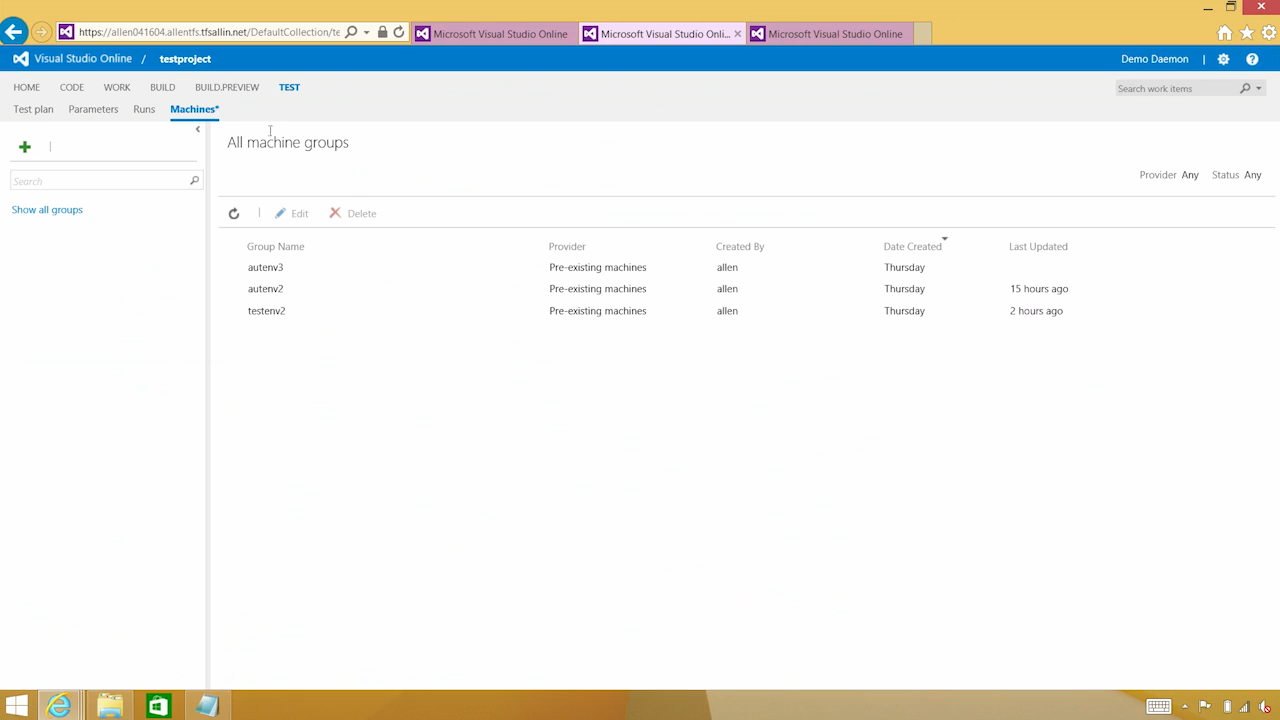 https://allen041604.allentfs.tfsallin.net/DefaultCollection/te
Microsoft Visual Studio Online
Microsoft Visual Studio Onli...
Microsoft Visual Studio Online
Visual Studio Online / testproject
Demo Daemon
HOME CODE WORK BUILD BUILD.PREVIEW TEST
Search work items
Test plan Parameters Runs Machines*
All machine groups
Provider Any Status Any
Search
Show all groups
Edit Delete
Group Name Provider Created By Date Created Last Updated
autenv3 Pre-existing machines allen Thursday
autenv2 Pre-existing machines allen Thursday 15 hours ago
testenv2 Pre-existing machines allen Thursday 2 hours ago